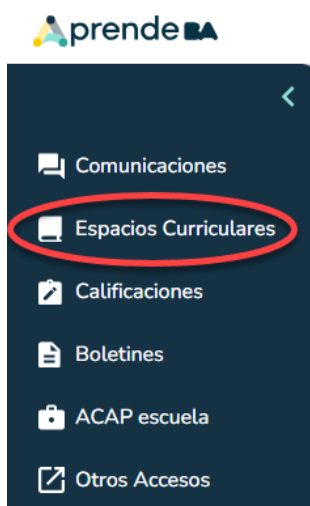 Aprende BA
Comunicaciones
Espacios Curriculares
Calificaciones
Boletines
ACAP escuela
Otros Accesos